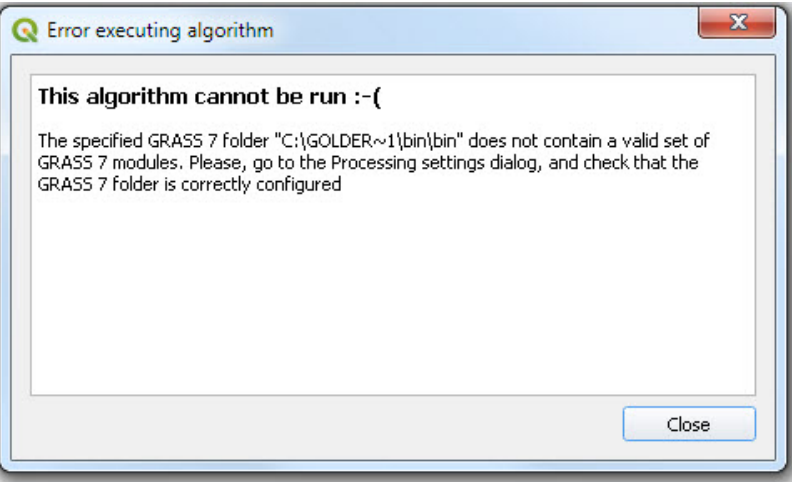 Error executing algorithm
This algorithm cannot be run :-(
The specified GRASS 7 folder "C:\GOLDER~1\bin\bin" does not contain a valid set of
GRASS 7 modules. Please, go to the Processing settings dialog, and check that the
GRASS 7 folder is correctly configured
Close